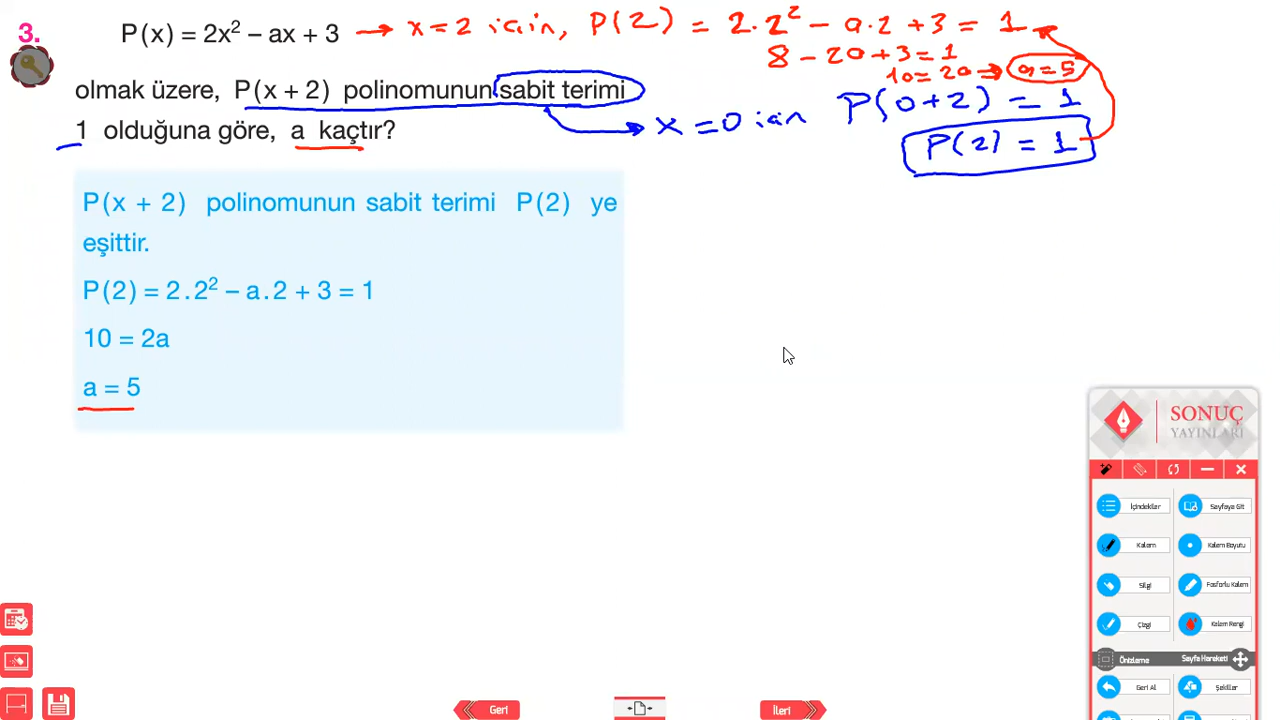 3. P(x) = 2x² – ax + 3 → x = 2 için, P(2) = 2.2² – a.2 + 3 = 1
8 – 2a + 3 = 1
10 = 2a → a = 5
olmak üzere, P(x + 2) polinomunun sabit terimi
P(0+2) = 1
1 olduğuna göre, a kaçtır?
x = 0 için
P(2) = 1
P(x + 2) polinomunun sabit terimi P(2) ye
eşittir.
P(2) = 2.2² – a.2 + 3 = 1
10 = 2a
a = 5
SONUÇ
YAYINLARI
İçindekiler
Sayfaya Git
Kalem
Kalem Boyutu
Silgi
Fosforlu Kalem
Çizgi
Kalem Rengi
Önizleme
Sayfa Hareketi
Geri Al
Şekiller
Geri
İleri